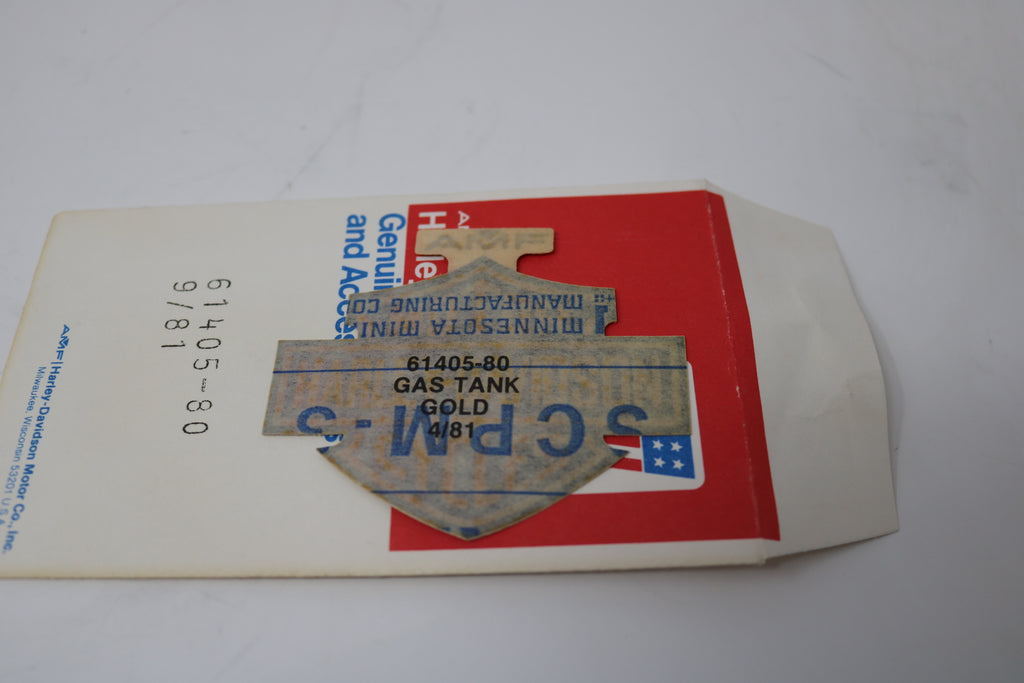 61405-80
GAS TANK
GOLD
4/81
AMF
MINNESOTA MINI
MANUFACTURING CO
SCPM-3
61405-80
9/81
AMF|Harley-Davidson Motor Co., Inc.
Milwaukee, Wisconsin 53201 U.S.A.
Genui
and Acces